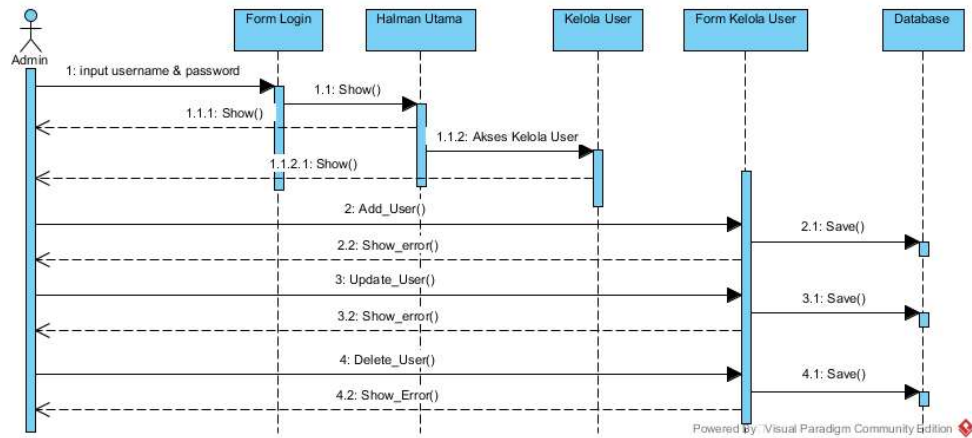 Form Login
Halman Utama
Kelola User
Form Kelola User
Database
Admin
1: input username & password
1.1: Show()
1.1.1: Show()
1.1.2: Akses Kelola User
1.1.2.1: Show()
2: Add_User()
2.1: Save()
2.2: Show_error()
3: Update_User()
3.1: Save()
3.2: Show_error()
4: Delete_User()
4.1: Save()
4.2: Show_Error()
Powered By Visual Paradigm Community Edition